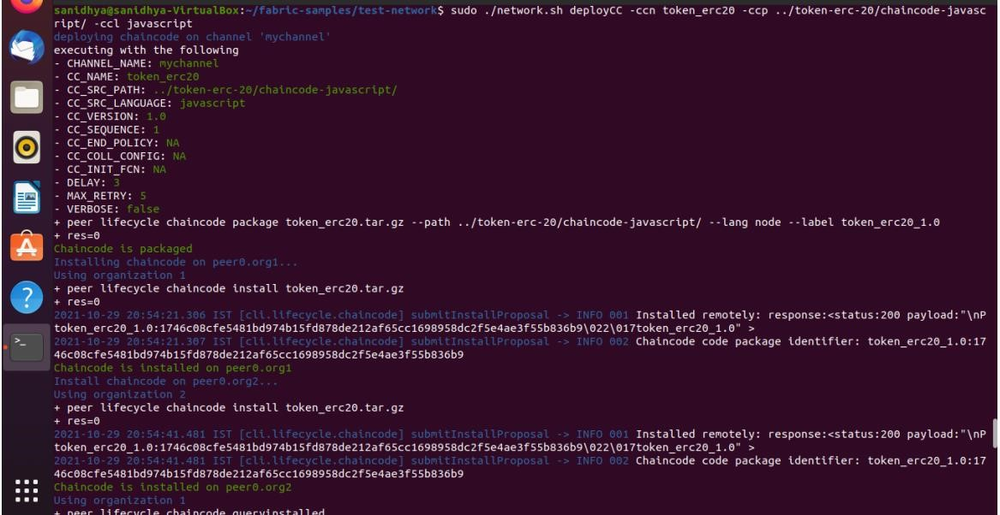 sanidhya@sanidhya-VirtualBox:~/fabric-samples/test-network$ sudo ./network.sh deployCC -ccn token_erc20 -ccp ../token-erc-20/chaincode-javasc
ript/ -ccl javascript
deploying chaincode on channel 'mychannel'
executing with the following
- CHANNEL_NAME: mychannel
- CC_NAME: token_erc20
- CC_SRC_PATH: ../token-erc-20/chaincode-javascript/
- CC_SRC_LANGUAGE: javascript
- CC_VERSION: 1.0
- CC_SEQUENCE: 1
- CC_END_POLICY: NA
- CC_COLL_CONFIG: NA
- CC_INIT_FCN: NA
- DELAY: 3
- MAX_RETRY: 5
- VERBOSE: false
+ peer lifecycle chaincode package token_erc20.tar.gz --path ../token-erc-20/chaincode-javascript/ --lang node --label token_erc20_1.0
+ res=0
Chaincode is packaged
Installing chaincode on peer0.org1...
Using organization 1
+ peer lifecycle chaincode install token_erc20.tar.gz
+ res=0
2021-10-29 20:54:21.306 IST [cli.lifecycle.chaincode] submitInstallProposal -> INFO 001 Installed remotely: response:<status:200 payload:"\nP
token_erc20_1.0:1746c08cfe5481bd974b15fd878de212af65cc1698958dc2f5e4ae3f55b836b9\022\017token_erc20_1.0" >
2021-10-29 20:54:21.307 IST [cli.lifecycle.chaincode] submitInstallProposal -> INFO 002 Chaincode code package identifier: token_erc20_1.0:17
46c08cfe5481bd974b15fd878de212af65cc1698958dc2f5e4ae3f55b836b9
Chaincode is installed on peer0.org1
Install chaincode on peer0.org2...
Using organization 2
+ peer lifecycle chaincode install token_erc20.tar.gz
+ res=0
2021-10-29 20:54:41.481 IST [cli.lifecycle.chaincode] submitInstallProposal -> INFO 001 Installed remotely: response:<status:200 payload:"\nP
token_erc20_1.0:1746c08cfe5481bd974b15fd878de212af65cc1698958dc2f5e4ae3f55b836b9\022\017token_erc20_1.0" >
2021-10-29 20:54:41.481 IST [cli.lifecycle.chaincode] submitInstallProposal -> INFO 002 Chaincode code package identifier: token_erc20_1.0:17
46c08cfe5481bd974b15fd878de212af65cc1698958dc2f5e4ae3f55b836b9
Chaincode is installed on peer0.org2
Using organization 1
+ peer lifecycle chaincode queryinstalled